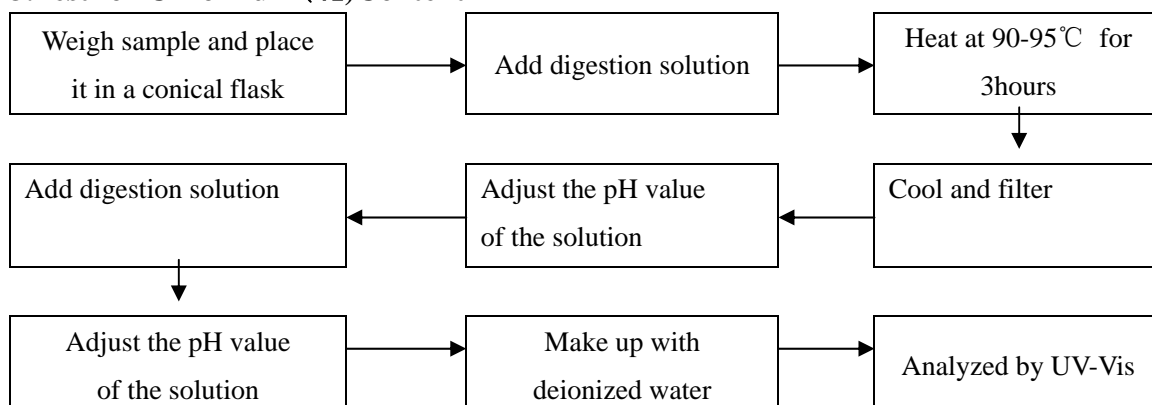 Weigh sample and place
it in a conical flask
Add digestion solution
Heat at 90-95℃ for
3hours
Cool and filter
Adjust the pH value
of the solution
Add digestion solution
Adjust the pH value
of the solution
Make up with
deionized water
Analyzed by UV-Vis